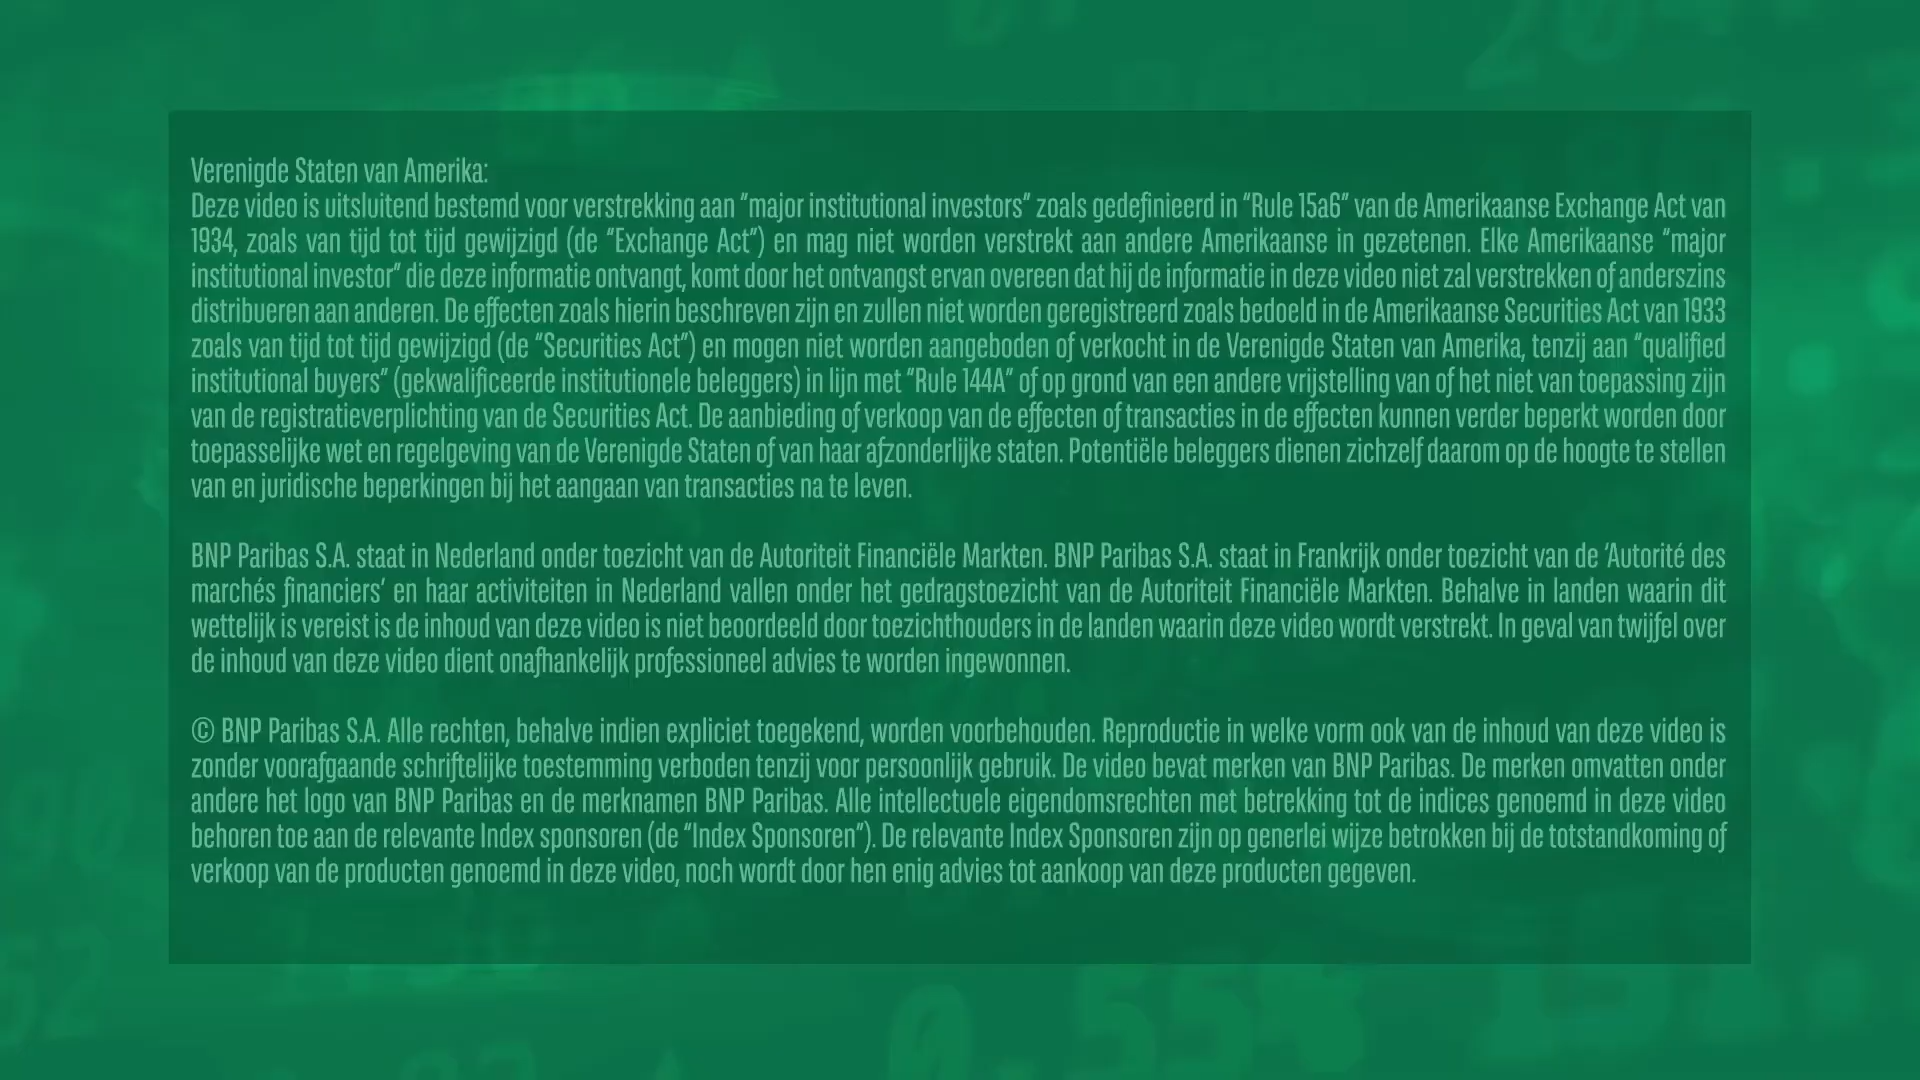 Verenigde Staten van Amerika:
Deze video is uitsluitend bestemd voor verstrekking aan “major institutional investors” zoals gedefinieerd in “Rule 15a6” van de Amerikaanse Exchange Act van
1934, zoals van tijd tot tijd gewijzigd (de “Exchange Act”) en mag niet worden verstrekt aan andere Amerikaanse in gezetenen. Elke Amerikaanse “major
institutional investor” die deze informatie ontvangt, komt door het ontvangst ervan overeen dat hij de informatie in deze video niet zal verstrekken of anderszins
distribueren aan anderen. De effecten zoals hierin beschreven zijn en zullen niet worden geregistreerd zoals bedoeld in de Amerikaanse Securities Act van 1933
zoals van tijd tot tijd gewijzigd (de “Securities Act”) en mogen niet worden aangeboden of verkocht in de Verenigde Staten van Amerika, tenzij aan “qualified
institutional buyers” (gekwalificeerde institutionele beleggers) in lijn met “Rule 144A” of op grond van een andere vrijstelling van of het niet van toepassing zijn
van de registratieverplichting van de Securities Act. De aanbieding of verkoop van de effecten of transacties in de effecten kunnen verder beperkt worden door
toepasselijke wet en regelgeving van de Verenigde Staten of van haar afzonderlijke staten. Potentiële beleggers dienen zichzelf daarom op de hoogte te stellen
van en juridische beperkingen bij het aangaan van transacties na te leven.
BNP Paribas S.A. staat in Nederland onder toezicht van de Autoriteit Financiële Markten. BNP Paribas S.A. staat in Frankrijk onder toezicht van de ‘Autorité des
marchés financiers’ en haar activiteiten in Nederland vallen onder het gedragstoezicht van de Autoriteit Financiële Markten. Behalve in landen waarin dit
wettelijk is vereist is de inhoud van deze video is niet beoordeeld door toezichthouders in de landen waarin deze video wordt verstrekt. In geval van twijfel over
de inhoud van deze video dient onafhankelijk professioneel advies te worden ingewonnen.
© BNP Paribas S.A. Alle rechten, behalve indien expliciet toegekend, worden voorbehouden. Reproductie in welke vorm ook van de inhoud van deze video is
zonder voorafgaande schriftelijke toestemming verboden tenzij voor persoonlijk gebruik. De video bevat merken van BNP Paribas. De merken omvatten onder
andere het logo van BNP Paribas en de merknamen BNP Paribas. Alle intellectuele eigendomsrechten met betrekking tot de indices genoemd in deze video
behoren toe aan de relevante Index sponsoren (de “Index Sponsoren”). De relevante Index Sponsoren zijn op generlei wijze betrokken bij de totstandkoming of
verkoop van de producten genoemd in deze video, noch wordt door hen enig advies tot aankoop van deze producten gegeven.